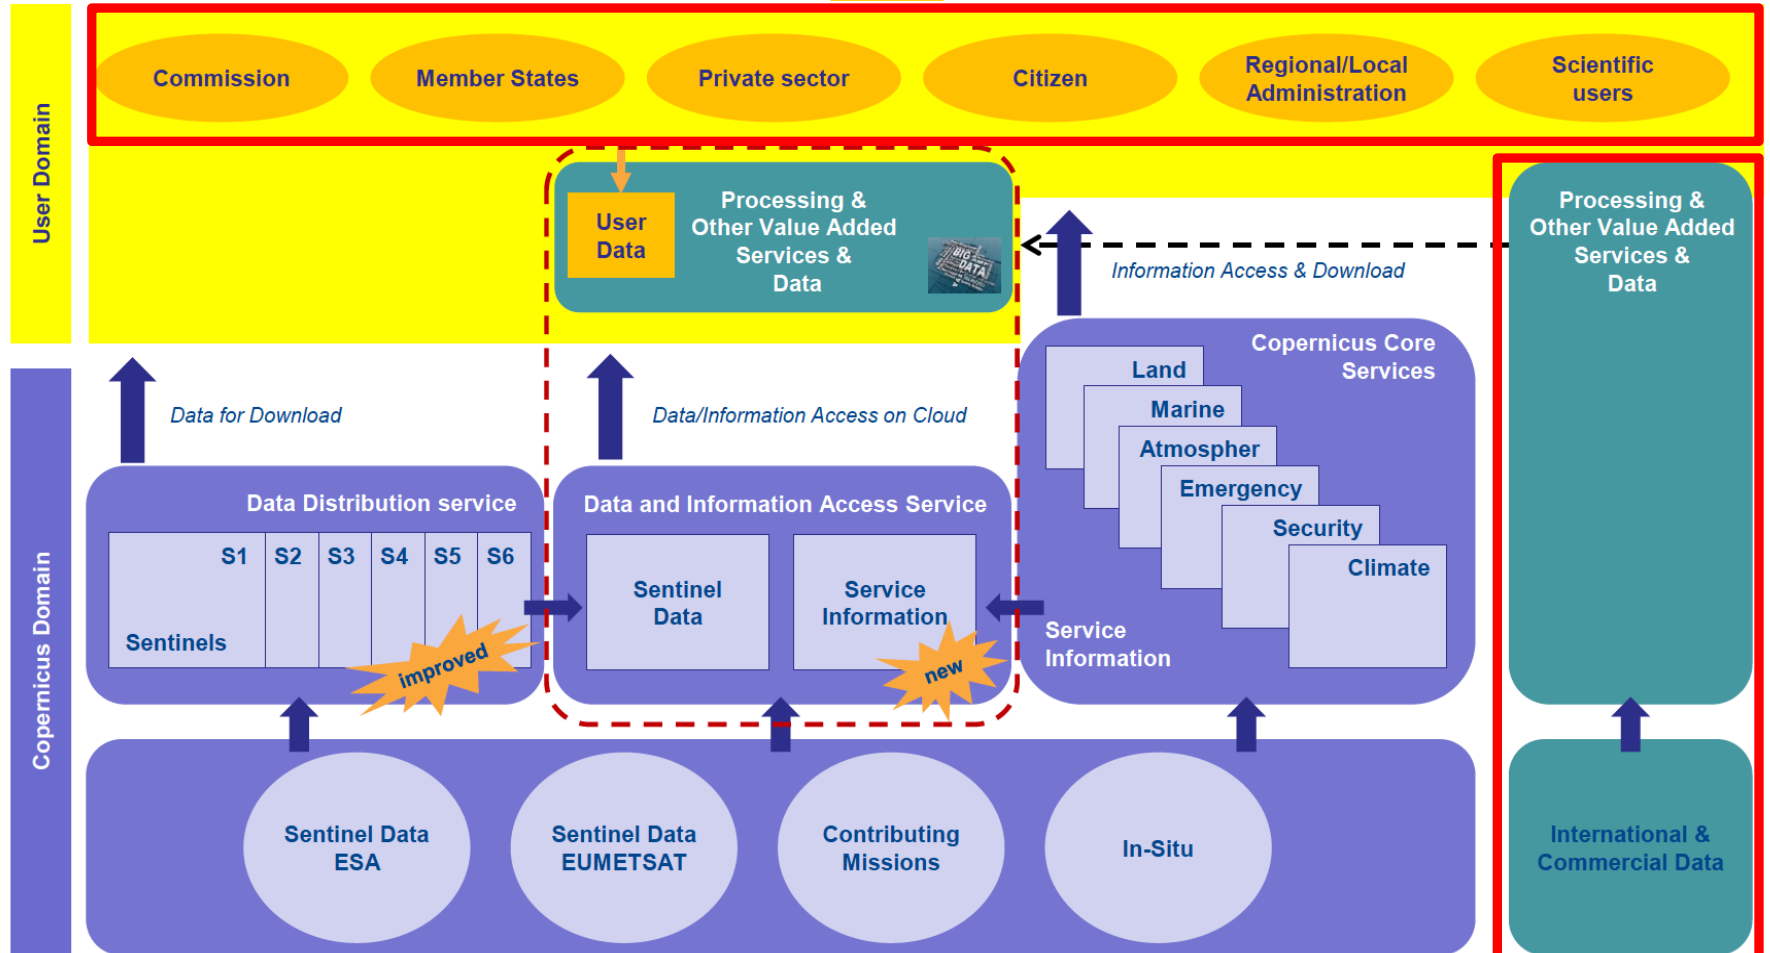 Commission
Member States
Private sector
Citizen
Regional/Local
Administration
Scientific
users
User Domain
User
Data
Processing &
Other Value Added
Services &
Data
BIG
DATA
Information Access & Download
Processing &
Other Value Added
Services &
Data
Copernicus Domain
Data for Download
Data/Information Access on Cloud
Copernicus Core
Services
Land
Marine
Atmospher
Emergency
Security
Climate
Service
Information
Data Distribution service
S1 S2 S3 S4 S5 S6
Sentinels
improved
Data and Information Access Service
Sentinel
Data
Service
Information
new
Sentinel Data
ESA
Sentinel Data
EUMETSAT
Contributing
Missions
In-Situ
International &
Commercial Data